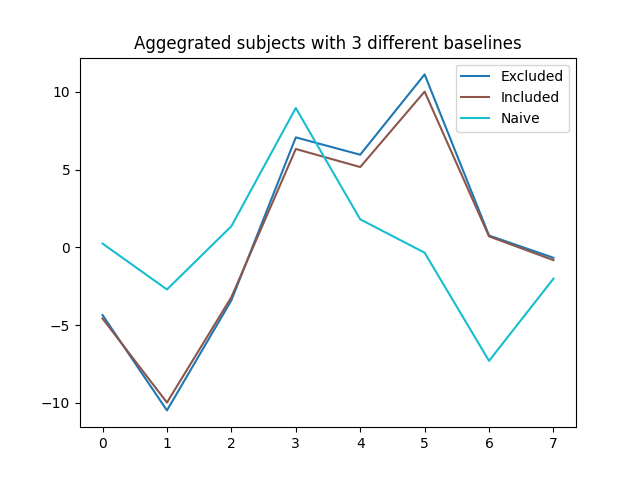 Aggegrated subjects with 3 different baselines
Excluded
Included
Naive
10
5
0
−5
−10
0 1 2 3 4 5 6 7